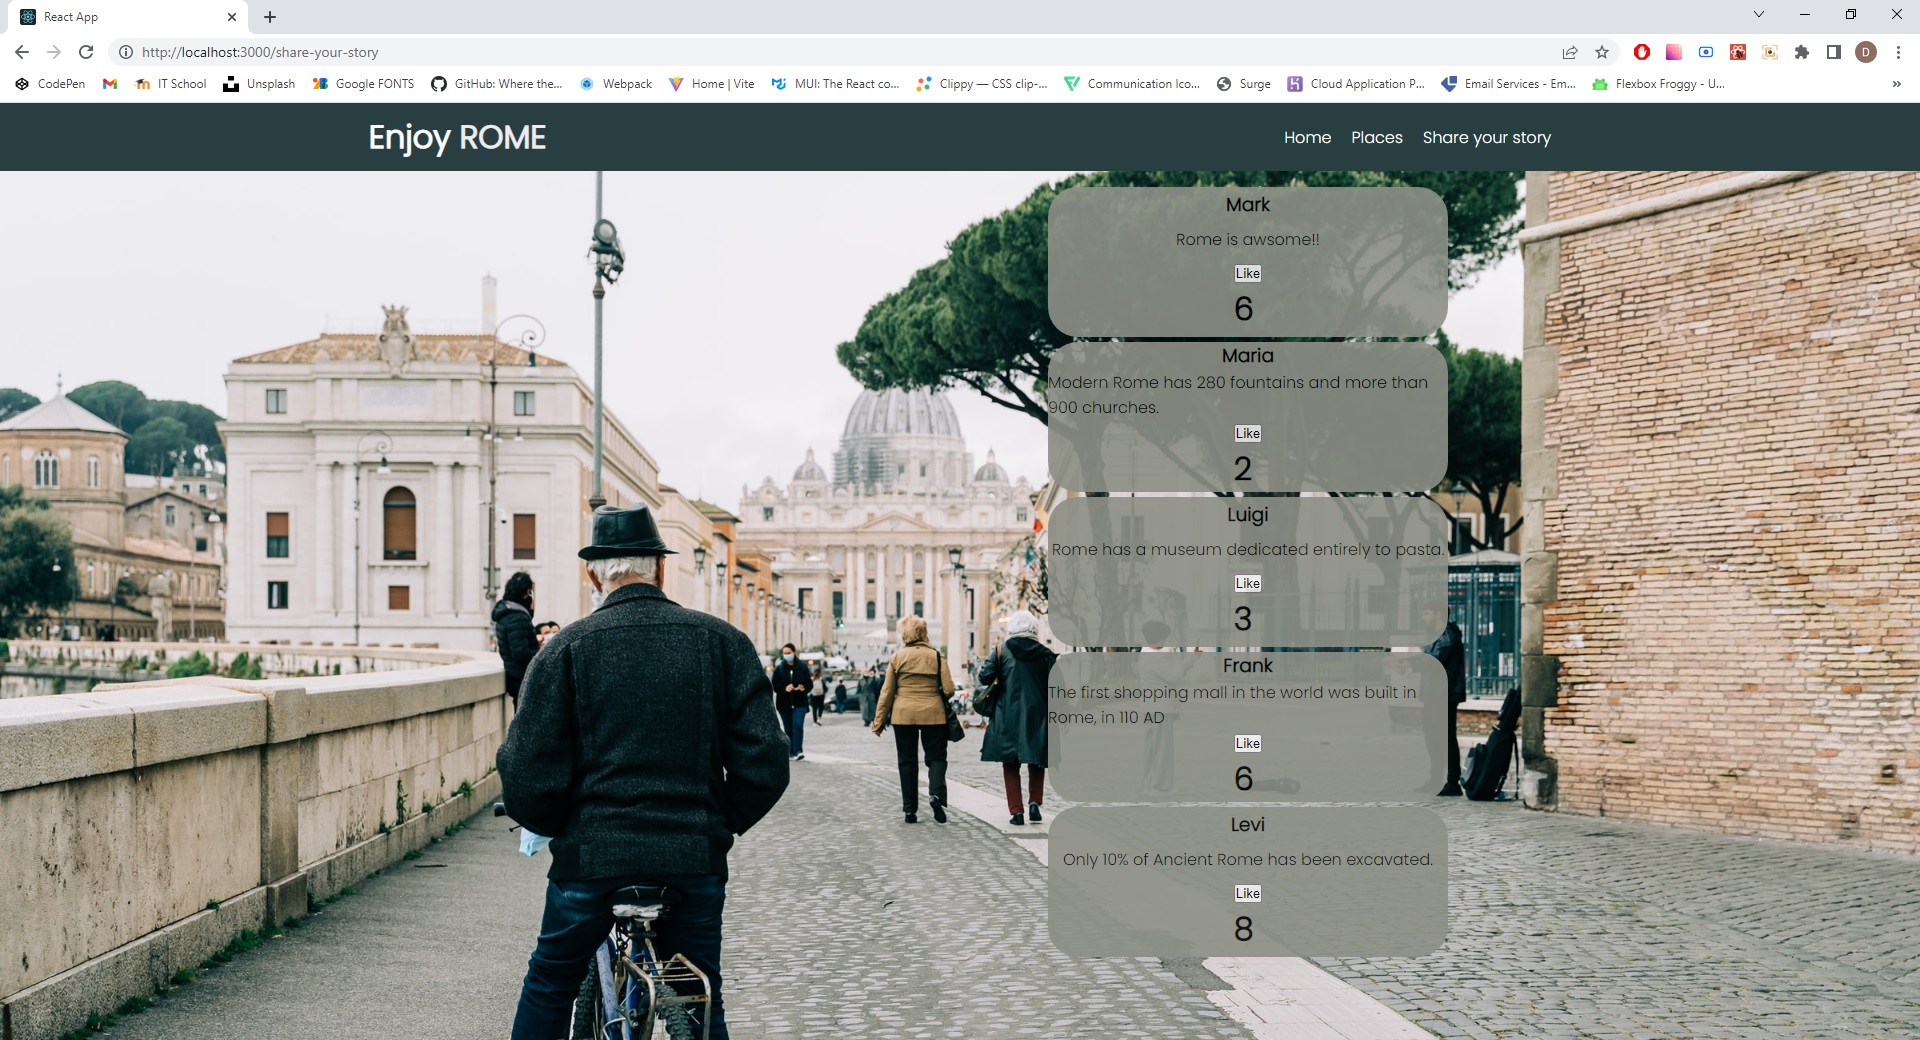 React App
http://localhost:3000/share-your-story
D
CodePen
IT School
Unsplash
Google FONTS
GitHub: Where the...
Webpack
Home | Vite
MUI: The React co...
Clippy — CSS clip-...
Communication Ico...
Surge
Cloud Application P...
Email Services - Em...
Flexbox Froggy - U...
»
Enjoy ROME
Home
Places
Share your story
Mark
Rome is awsome!!
Like
6
Maria
Modern Rome has 280 fountains and more than
900 churches.
Like
2
Luigi
Rome has a museum dedicated entirely to pasta.
Like
3
Frank
The first shopping mall in the world was built in
Rome, in 110 AD
Like
6
Levi
Only 10% of Ancient Rome has been excavated.
Like
8